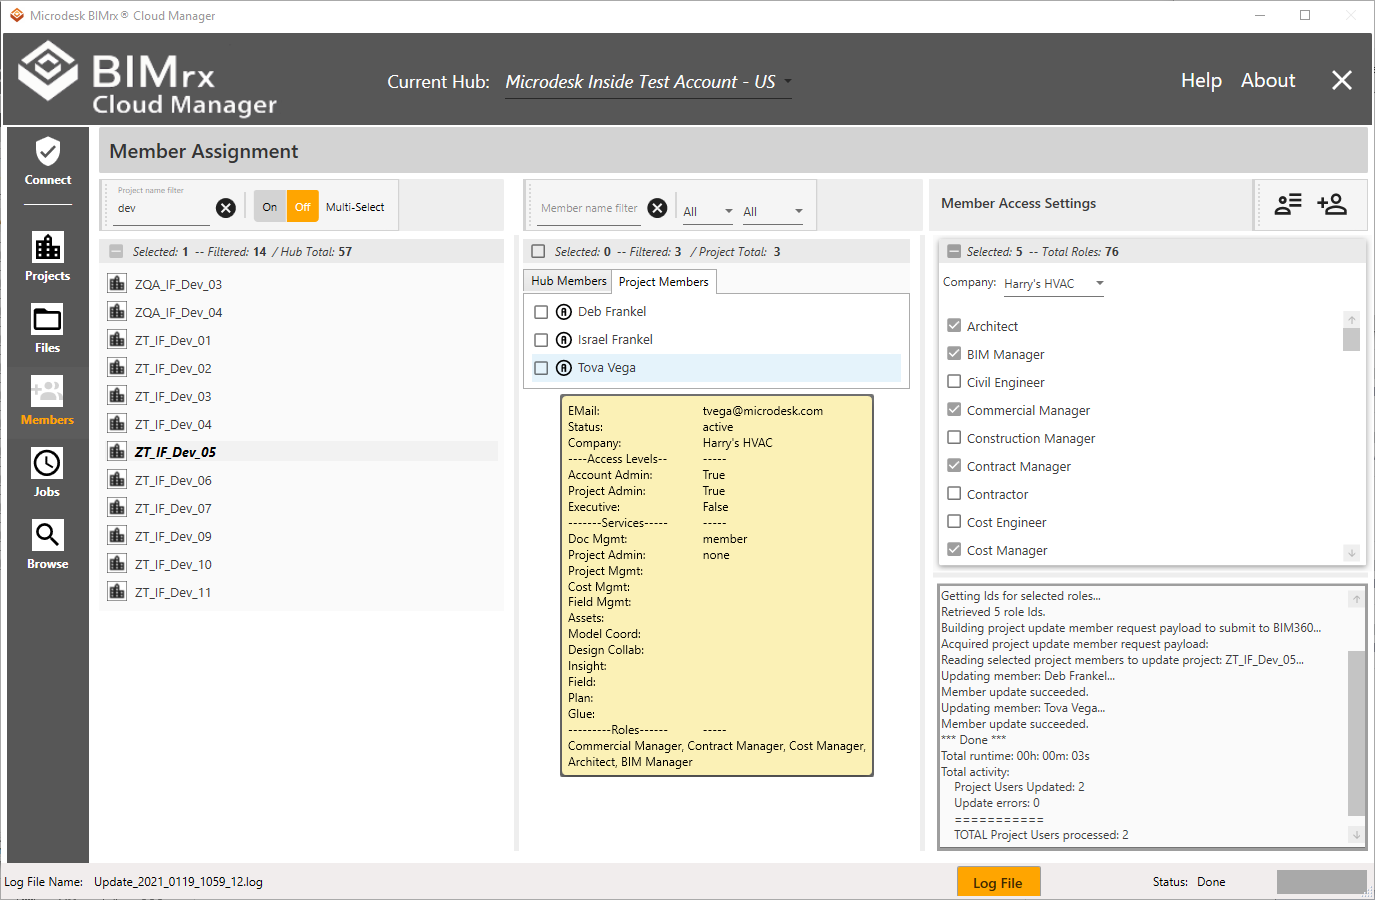 Microdesk BIMrx® Cloud Manager
BIMrx
Cloud Manager
Current Hub: Microdesk Inside Test Account - US
Help About
Connect
Projects
Files
Members
Jobs
Browse
Member Assignment
Project name filter
dev
On Off Multi-Select
Selected: 1 -- Filtered: 14 / Hub Total: 57
ZQA_IF_Dev_03
ZQA_IF_Dev_04
ZT_IF_Dev_01
ZT_IF_Dev_02
ZT_IF_Dev_03
ZT_IF_Dev_04
ZT_IF_Dev_05
ZT_IF_Dev_06
ZT_IF_Dev_07
ZT_IF_Dev_09
ZT_IF_Dev_10
ZT_IF_Dev_11
Member name filter All All
Selected: 0 -- Filtered: 3 / Project Total: 3
Hub Members Project Members
Deb Frankel
Israel Frankel
Tova Vega
EMail: tvega@microdesk.com
Status: active
Company: Harry's HVAC
----Access Levels-- -----
Account Admin: True
Project Admin: True
Executive: False
-------Services----- -----
Doc Mgmt: member
Project Admin: none
Project Mgmt:
Cost Mgmt:
Field Mgmt:
Assets:
Model Coord:
Design Collab:
Insight:
Field:
Plan:
Glue:
---------Roles------ -----
Commercial Manager, Contract Manager, Cost Manager,
Architect, BIM Manager
Member Access Settings
Selected: 5 -- Total Roles: 76
Company: Harry's HVAC
Architect
BIM Manager
Civil Engineer
Commercial Manager
Construction Manager
Contract Manager
Contractor
Cost Engineer
Cost Manager
Getting Ids for selected roles...
Retrieved 5 role Ids.
Building project update member request payload to submit to BIM360...
Acquired project update member request payload:
Reading selected project members to update project: ZT_IF_Dev_05...
Updating member: Deb Frankel...
Member update succeeded.
Updating member: Tova Vega...
Member update succeeded.
*** Done ***
Total runtime: 00h: 00m: 03s
Total activity:
Project Users Updated: 2
Update errors: 0
===========
TOTAL Project Users processed: 2
Log File Name: Update_2021_0119_1059_12.log
Log File
Status: Done